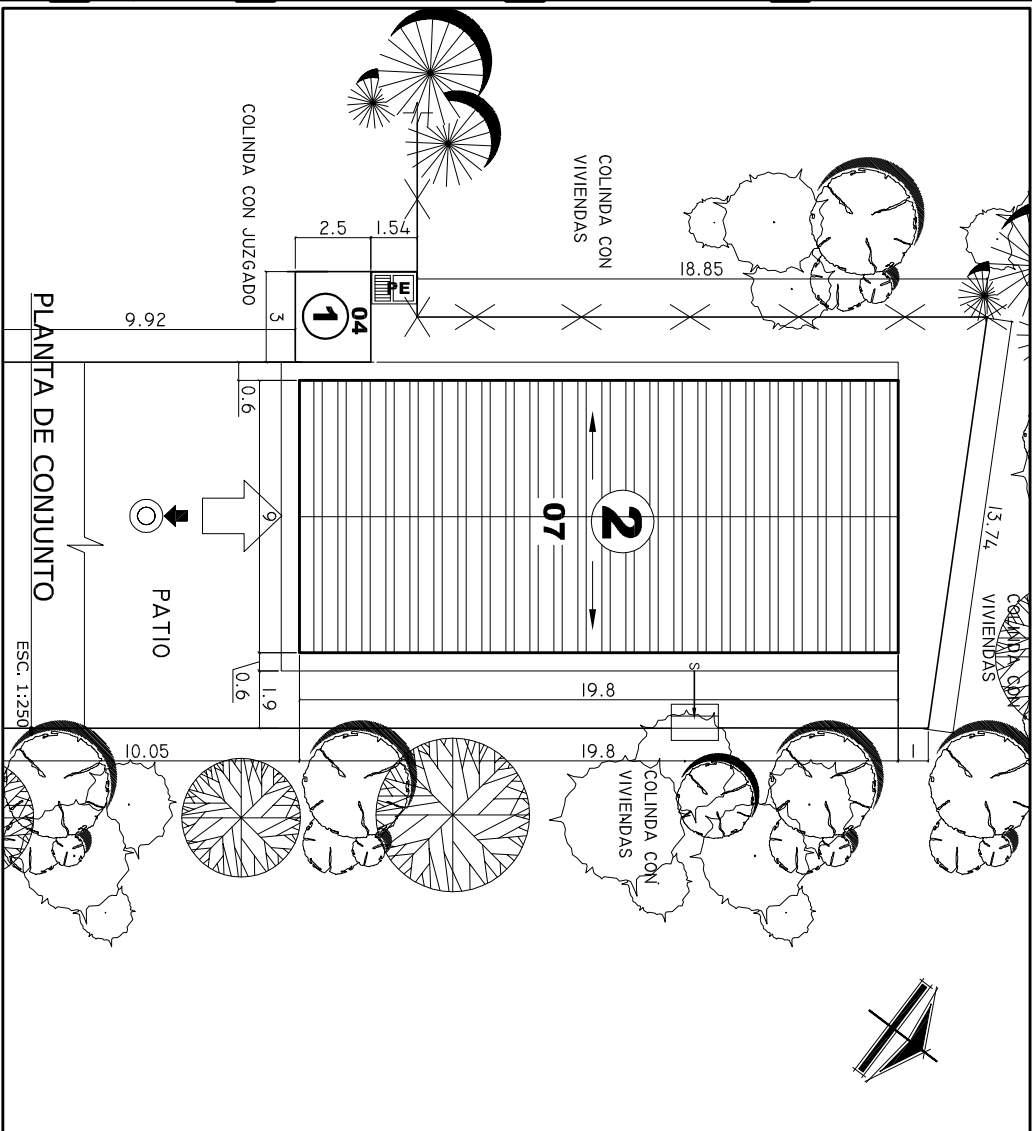 COLINDA CON
VIVIENDAS
13.74
COLINDA CON
VIVIENDAS
18.85
COLINDA CON JUZGADO
1.54
2.5
PE
04
1
3
9.92
0.6
2
07
9
PATIO
0.6
1.9
S
19.8
1
19.8
10.05
COLINDA CON
VIVIENDAS
PLANTA DE CONJUNTO
ESC. 1:250